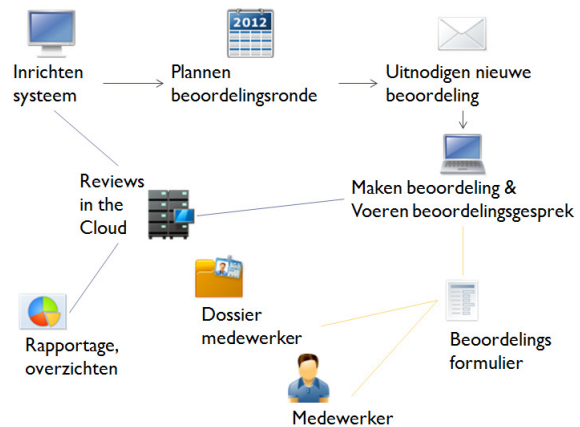 2012
Inrichten
systeem
Plannen
beoordelingsronde
Uitnodigen nieuwe
beoordeling
Reviews
in the
Cloud
Maken beoordeling &
Voeren beoordelingsgesprek
Dossier
medewerker
Beoordelings
formulier
Rapportage,
overzichten
Medewerker